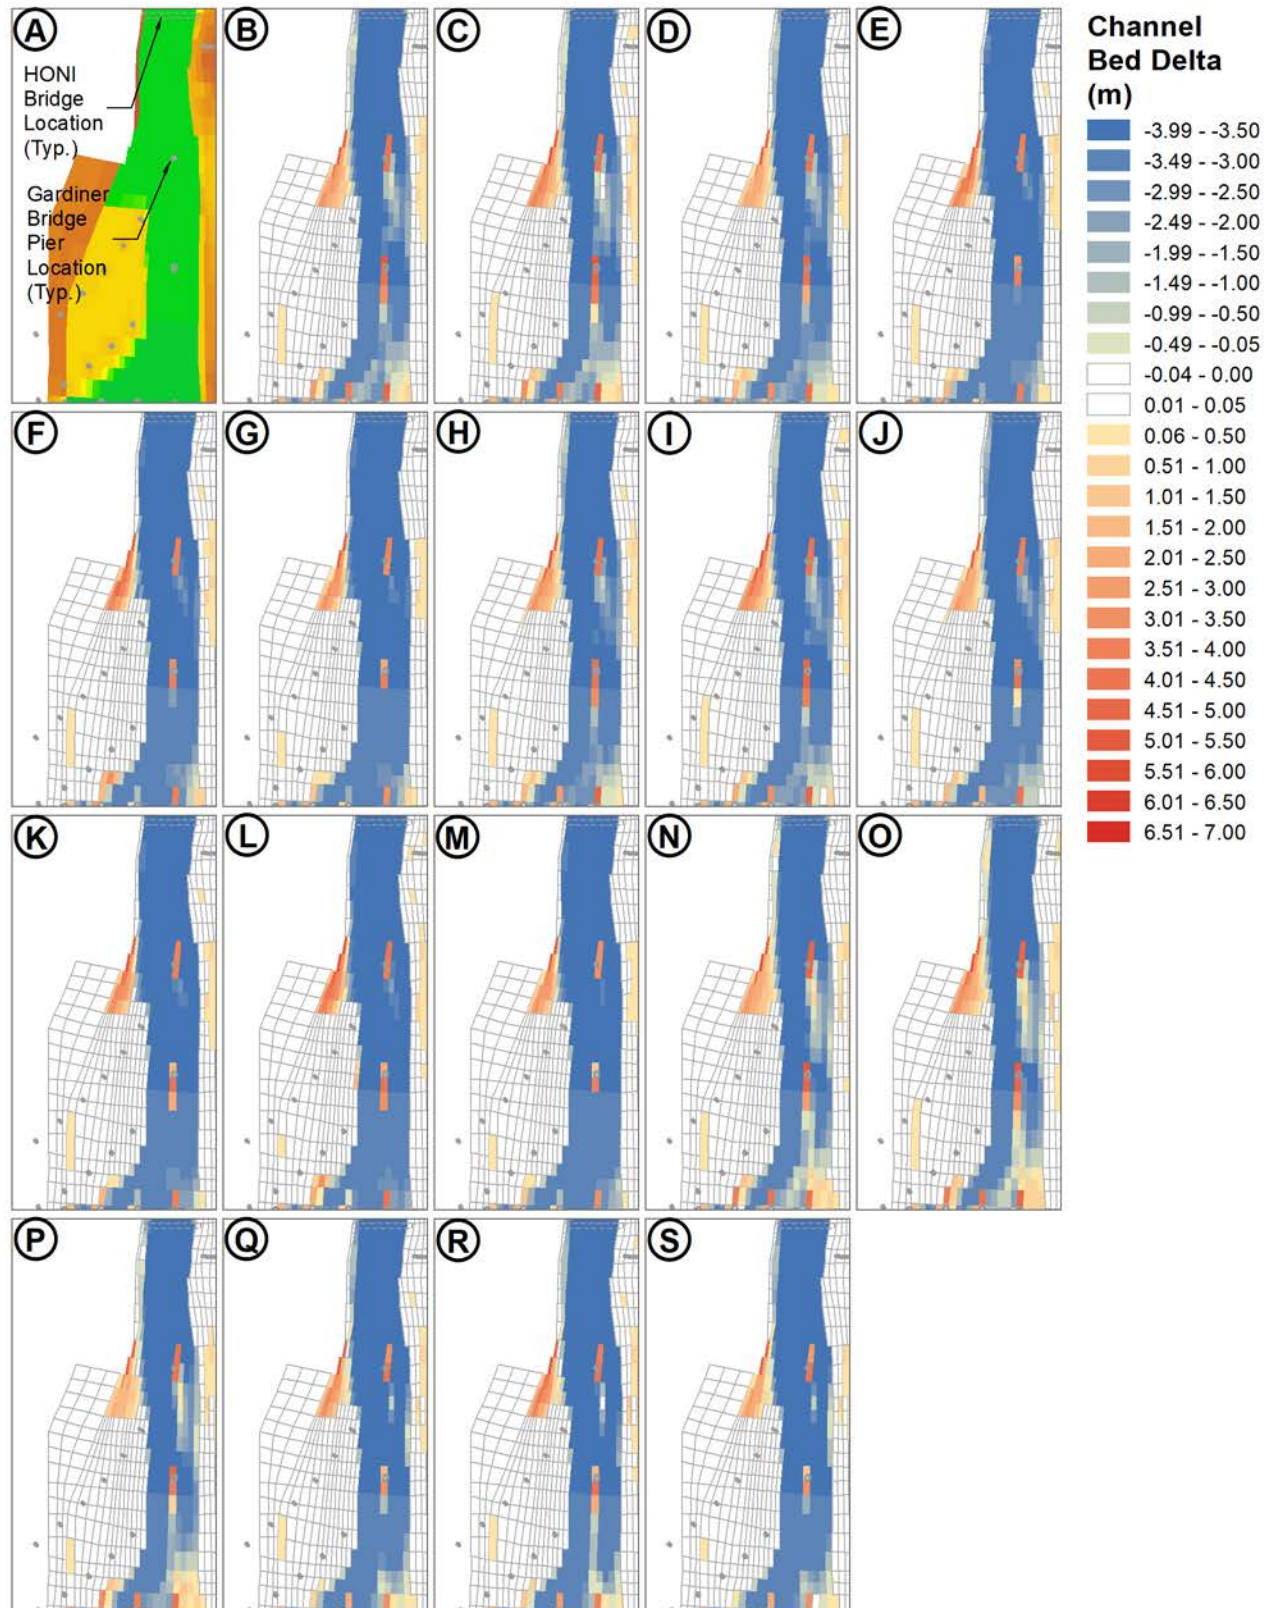 A
HONI
Bridge
Location
(Typ.)
Gardiner
Bridge
Pier
Location
(Typ.)
B
C
D
E
F
G
H
I
J
K
L
M
N
O
P
Q
R
S
Channel
Bed Delta
(m)
-3.99 - -3.50
-3.49 - -3.00
-2.99 - -2.50
-2.49 - -2.00
-1.99 - -1.50
-1.49 - -1.00
-0.99 - -0.50
-0.49 - -0.05
-0.04 - 0.00
0.01 - 0.05
0.06 - 0.50
0.51 - 1.00
1.01 - 1.50
1.51 - 2.00
2.01 - 2.50
2.51 - 3.00
3.01 - 3.50
3.51 - 4.00
4.01 - 4.50
4.51 - 5.00
5.01 - 5.50
5.51 - 6.00
6.01 - 6.50
6.51 - 7.00